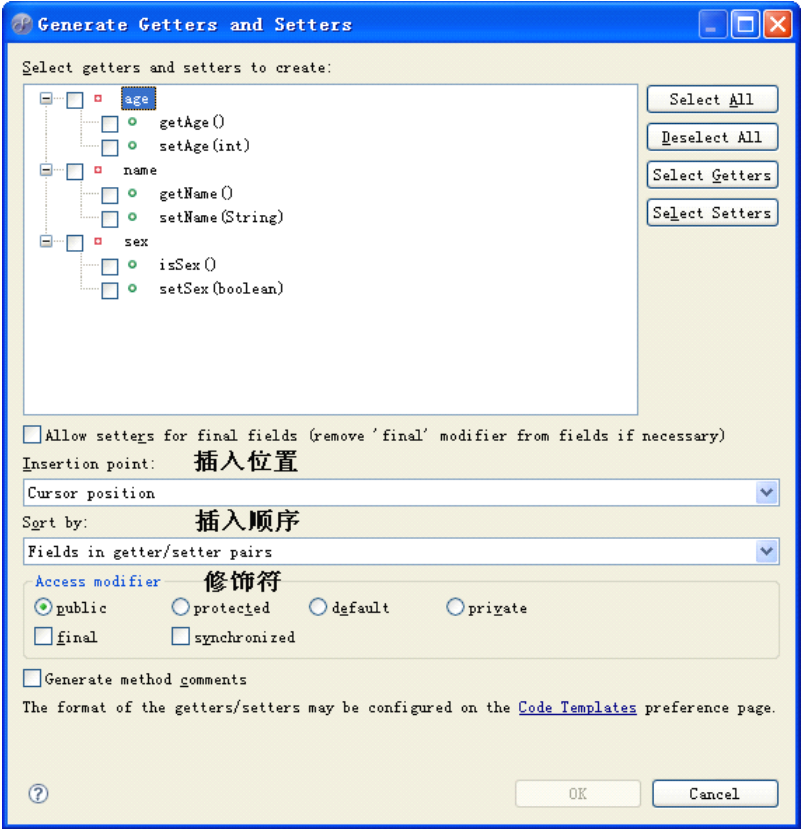 Generate Getters and Setters
Select getters and setters to create:
age
getAge()
setAge(int)
name
getName()
setName(String)
sex
isSex()
setSex(boolean)
Select All
Deselect All
Select Getters
Select Setters
Allow setters for final fields (remove 'final' modifier from fields if necessary)
Insertion point: 插入位置
Cursor position
Sort by: 插入顺序
Fields in getter/setter pairs
Access modifier 修饰符
public protected default private
final synchronized
Generate method comments
The format of the getters/setters may be configured on the Code Templates preference page.
? OK Cancel